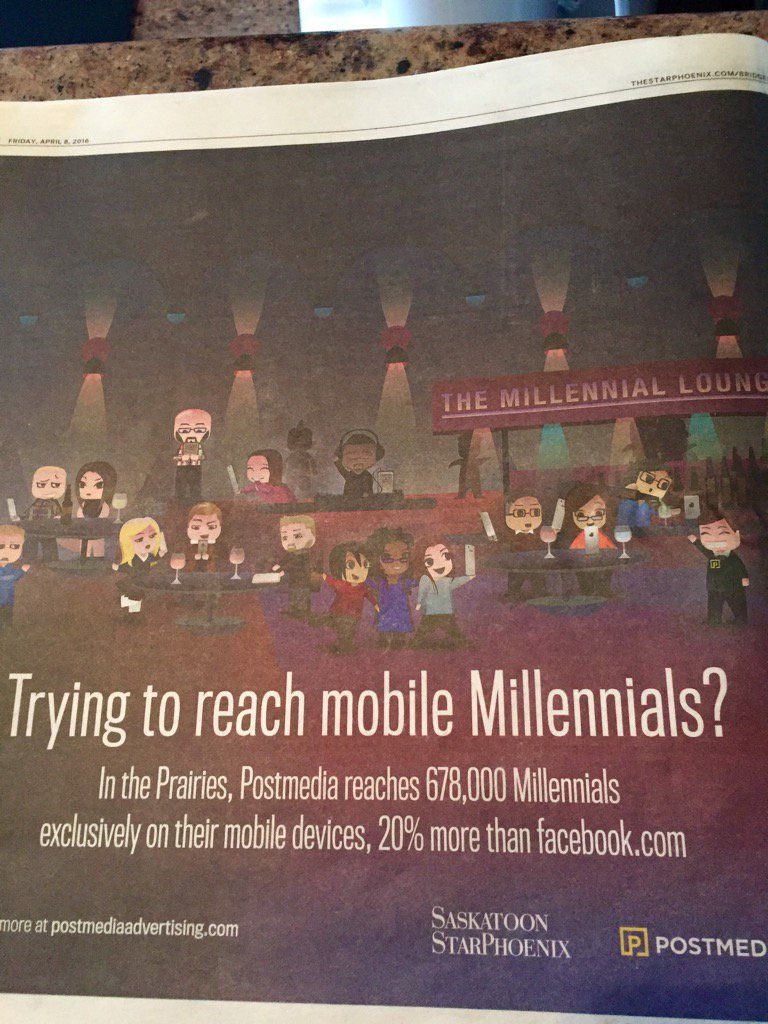 FRIDAY, APRIL 8, 2016
THESTARPHOENIX.COM/BRIDGE
THE MILLENNIAL LOUNG
Trying to reach mobile Millennials?
In the Prairies, Postmedia reaches 678,000 Millennials
exclusively on their mobile devices, 20% more than facebook.com
more at postmediaadvertising.com
SASKATOON
STARPHOENIX
P POSTMED